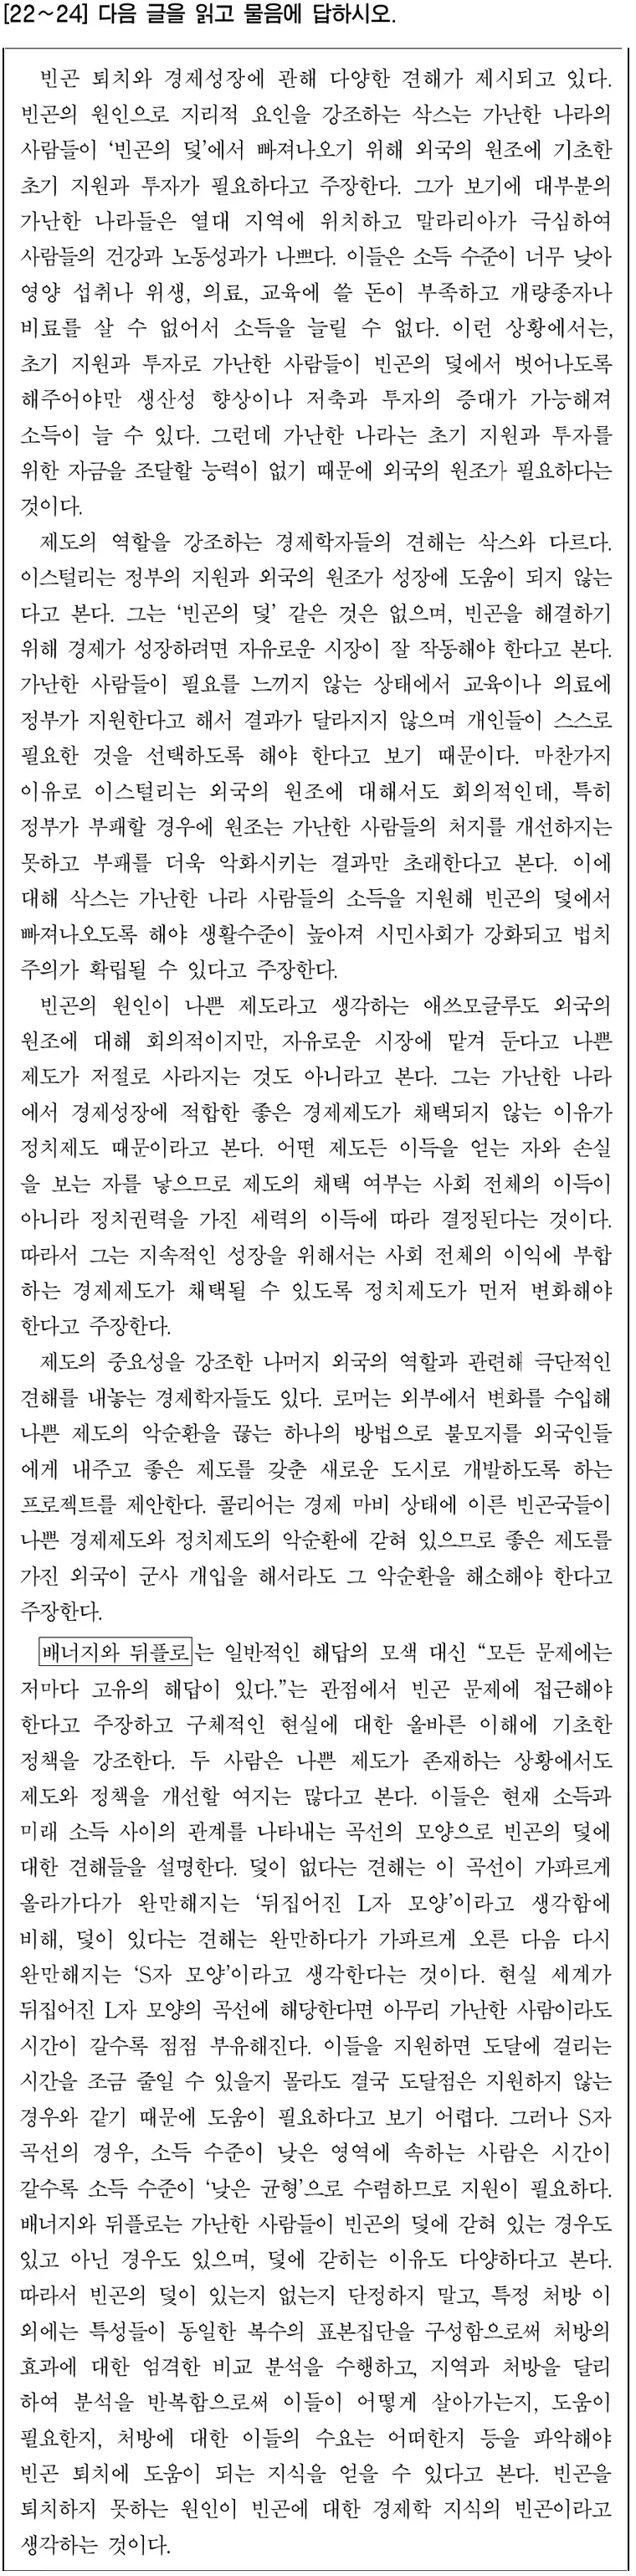 [22～24] 다음 글을 읽고 물음에 답하시오.
빈곤 퇴치와 경제성장에 관해 다양한 견해가 제시되고 있다.
빈곤의 원인으로 지리적 요인을 강조하는 삭스는 가난한 나라의
사람들이 ‘빈곤의 덫’에서 빠져나오기 위해 외국의 원조에 기초한
초기 지원과 투자가 필요하다고 주장한다. 그가 보기에 대부분의
가난한 나라들은 열대 지역에 위치하고 말라리아가 극심하여
사람들의 건강과 노동성과가 나쁘다. 이들은 소득 수준이 너무 낮아
영양 섭취나 위생, 의료, 교육에 쓸 돈이 부족하고 개량종자나
비료를 살 수 없어서 소득을 늘릴 수 없다. 이런 상황에서는,
초기 지원과 투자로 가난한 사람들이 빈곤의 덫에서 벗어나도록
해주어야만 생산성 향상이나 저축과 투자의 증대가 가능해져
소득이 늘 수 있다. 그런데 가난한 나라는 초기 지원과 투자를
위한 자금을 조달할 능력이 없기 때문에 외국의 원조가 필요하다는
것이다.
제도의 역할을 강조하는 경제학자들의 견해는 삭스와 다르다.
이스털리는 정부의 지원과 외국의 원조가 성장에 도움이 되지 않는
다고 본다. 그는 ‘빈곤의 덫’ 같은 것은 없으며, 빈곤을 해결하기
위해 경제가 성장하려면 자유로운 시장이 잘 작동해야 한다고 본다.
가난한 사람들이 필요를 느끼지 않는 상태에서 교육이나 의료에
정부가 지원한다고 해서 결과가 달라지지 않으며 개인들이 스스로
필요한 것을 선택하도록 해야 한다고 보기 때문이다. 마찬가지
이유로 이스털리는 외국의 원조에 대해서도 회의적인데, 특히
정부가 부패할 경우에 원조는 가난한 사람들의 처지를 개선하지는
못하고 부패를 더욱 악화시키는 결과만 초래한다고 본다. 이에
대해 삭스는 가난한 나라 사람들의 소득을 지원해 빈곤의 덫에서
빠져나오도록 해야 생활수준이 높아져 시민사회가 강화되고 법치
주의가 확립될 수 있다고 주장한다.
빈곤의 원인이 나쁜 제도라고 생각하는 애쓰모글루도 외국의
원조에 대해 회의적이지만, 자유로운 시장에 맡겨 둔다고 나쁜
제도가 저절로 사라지는 것도 아니라고 본다. 그는 가난한 나라
에서 경제성장에 적합한 좋은 경제제도가 채택되지 않는 이유가
정치제도 때문이라고 본다. 어떤 제도든 이득을 얻는 자와 손실
을 보는 자를 낳으므로 제도의 채택 여부는 사회 전체의 이득이
아니라 정치권력을 가진 세력의 이득에 따라 결정된다는 것이다.
따라서 그는 지속적인 성장을 위해서는 사회 전체의 이익에 부합
하는 경제제도가 채택될 수 있도록 정치제도가 먼저 변화해야
한다고 주장한다.
제도의 중요성을 강조한 나머지 외국의 역할과 관련해 극단적인
견해를 내놓는 경제학자들도 있다. 로머는 외부에서 변화를 수입해
나쁜 제도의 악순환을 끊는 하나의 방법으로 불모지를 외국인들
에게 내주고 좋은 제도를 갖춘 새로운 도시로 개발하도록 하는
프로젝트를 제안한다. 콜리어는 경제 마비 상태에 이른 빈곤국들이
나쁜 경제제도와 정치제도의 악순환에 갇혀 있으므로 좋은 제도를
가진 외국이 군사 개입을 해서라도 그 악순환을 해소해야 한다고
주장한다.
배너지와 뒤플로는 일반적인 해답의 모색 대신 “모든 문제에는
저마다 고유의 해답이 있다.”는 관점에서 빈곤 문제에 접근해야
한다고 주장하고 구체적인 현실에 대한 올바른 이해에 기초한
정책을 강조한다. 두 사람은 나쁜 제도가 존재하는 상황에서도
제도와 정책을 개선할 여지는 많다고 본다. 이들은 현재 소득과
미래 소득 사이의 관계를 나타내는 곡선의 모양으로 빈곤의 덫에
대한 견해들을 설명한다. 덫이 없다는 견해는 이 곡선이 가파르게
올라가다가 완만해지는 ‘뒤집어진 L자 모양’이라고 생각함에
비해, 덫이 있다는 견해는 완만하다가 가파르게 오른 다음 다시
완만해지는 ‘S자 모양’이라고 생각한다는 것이다. 현실 세계가
뒤집어진 L자 모양의 곡선에 해당한다면 아무리 가난한 사람이라도
시간이 갈수록 점점 부유해진다. 이들을 지원하면 도달에 걸리는
시간을 조금 줄일 수 있을지 몰라도 결국 도달점은 지원하지 않는
경우와 같기 때문에 도움이 필요하다고 보기 어렵다. 그러나 S자
곡선의 경우, 소득 수준이 낮은 영역에 속하는 사람은 시간이
갈수록 소득 수준이 ‘낮은 균형’으로 수렴하므로 지원이 필요하다.
배너지와 뒤플로는 가난한 사람들이 빈곤의 덫에 갇혀 있는 경우도
있고 아닌 경우도 있으며, 덫에 갇히는 이유도 다양하다고 본다.
따라서 빈곤의 덫이 있는지 없는지 단정하지 말고, 특정 처방 이
외에는 특성들이 동일한 복수의 표본집단을 구성함으로써 처방의
효과에 대한 엄격한 비교 분석을 수행하고, 지역과 처방을 달리
하여 분석을 반복함으로써 이들이 어떻게 살아가는지, 도움이
필요한지, 처방에 대한 이들의 수요는 어떠한지 등을 파악해야
빈곤 퇴치에 도움이 되는 지식을 얻을 수 있다고 본다. 빈곤을
퇴치하지 못하는 원인이 빈곤에 대한 경제학 지식의 빈곤이라고
생각하는 것이다.